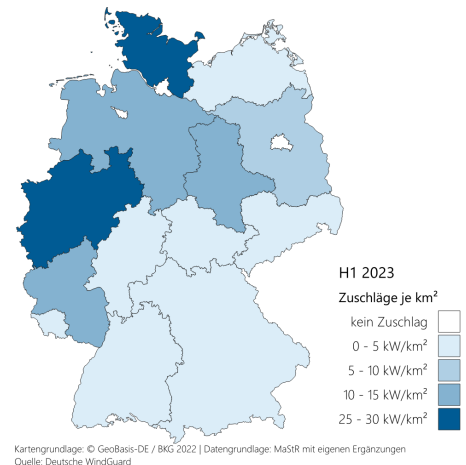 H1 2023
Zuschläge je km²
kein Zuschlag
0 - 5 kW/km²
5 - 10 kW/km²
10 - 15 kW/km²
25 - 30 kW/km²
Kartengrundlage: © GeoBasis-DE / BKG 2022 | Datengrundlage: MaStR mit eigenen Ergänzungen
Quelle: Deutsche WindGuard